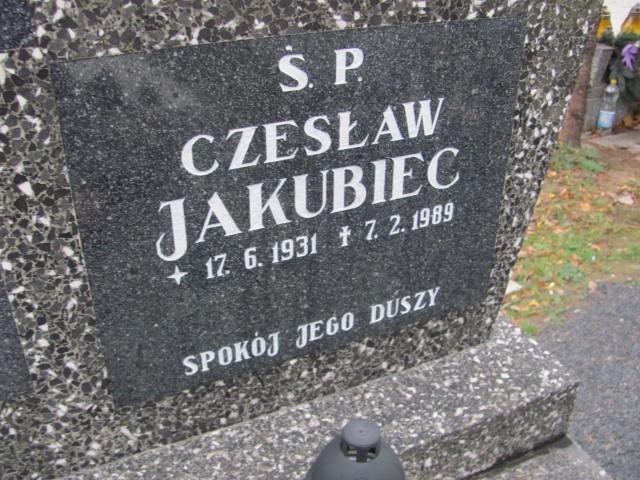 Ś. P.
CZESŁAW
JAKUBIEC
17. 6. 1931 ✝ 7. 2. 1989
SPOKÓJ JEGO DUSZY